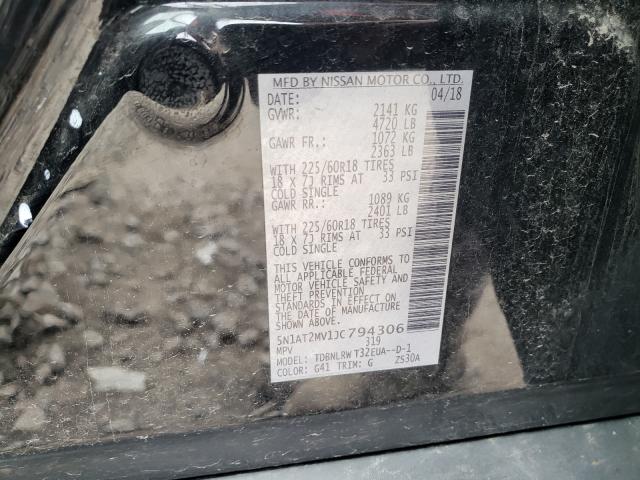 MFD BY NISSAN MOTOR CO., LTD.
DATE: 04/18
GVWR: 2141 KG
4720 LB
GAWR FR.: 1072 KG
2363 LB
WITH 225/60R18 TIRES
18 X 7J RIMS AT 33 PSI
COLD SINGLE
GAWR RR.: 1089 KG
2401 LB
WITH 225/60R18 TIRES
18 X 7J RIMS AT 33 PSI
COLD SINGLE
THIS VEHICLE CONFORMS TO
ALL APPLICABLE FEDERAL
MOTOR VEHICLE SAFETY AND
THEFT PREVENTION
STANDARDS IN EFFECT ON
THE DATE OF MANUFACTURE
SHOWN ABOVE.
5N1AT2MV1JC794306
MPV 319
MODEL: TDBNLRWT32EUA--D-1
COLOR: G41 TRIM: G ZS30A